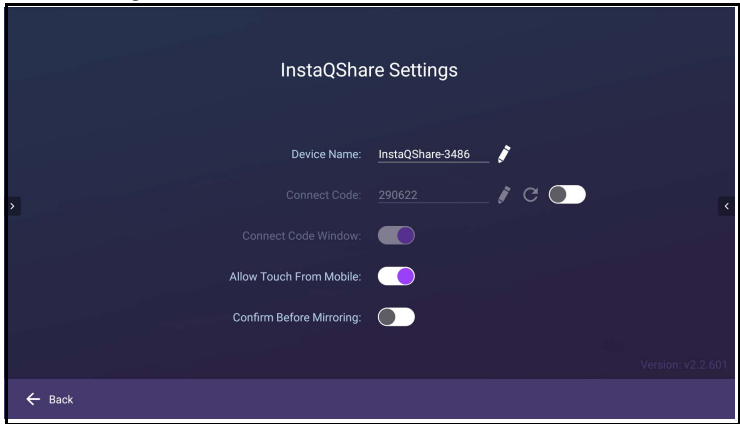 InstaQShare Settings
Device Name: InstaQShare-3486
Connect Code: 290622
Connect Code Window:
Allow Touch From Mobile:
Confirm Before Mirroring:
Version: v2.2.601
Back